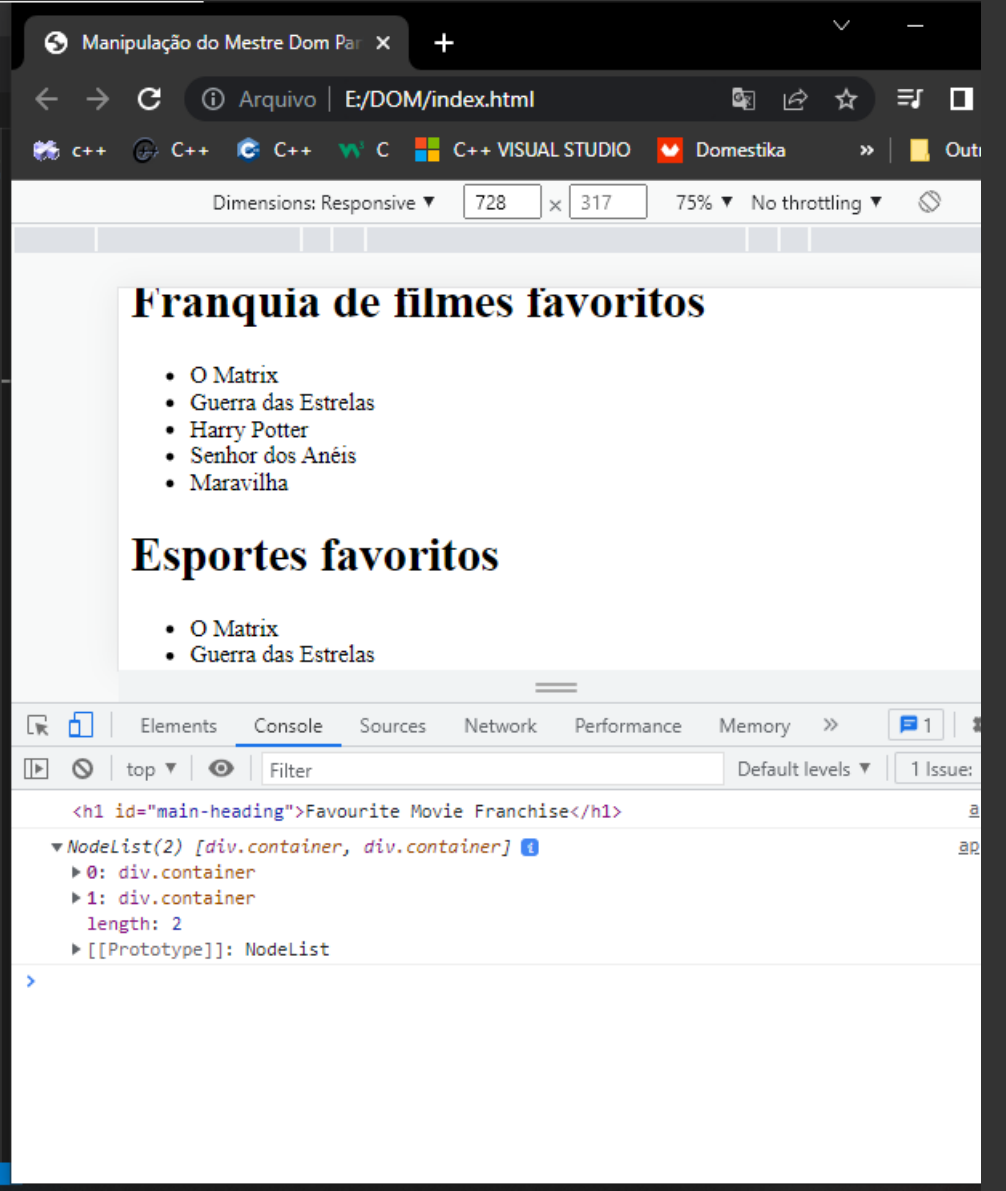 Manipulação do Mestre Dom Par
Arquivo E:/DOM/index.html
c++ C++ C++ C C++ VISUAL STUDIO Domestika » Outr
Dimensions: Responsive ▼ 728 × 317 75% ▼ No throttling ▼
Franquia de filmes favoritos
• O Matrix
• Guerra das Estrelas
• Harry Potter
• Senhor dos Anéis
• Maravilha
Esportes favoritos
• O Matrix
• Guerra das Estrelas
Elements Console Sources Network Performance Memory » 1
top ▼ Filter Default levels ▼ 1 Issue:
<h1 id="main-heading">Favourite Movie Franchise</h1> a
▼NodeList(2) [div.container, div.container] i ap
▶0: div.container
▶1: div.container
length: 2
▶[[Prototype]]: NodeList
>